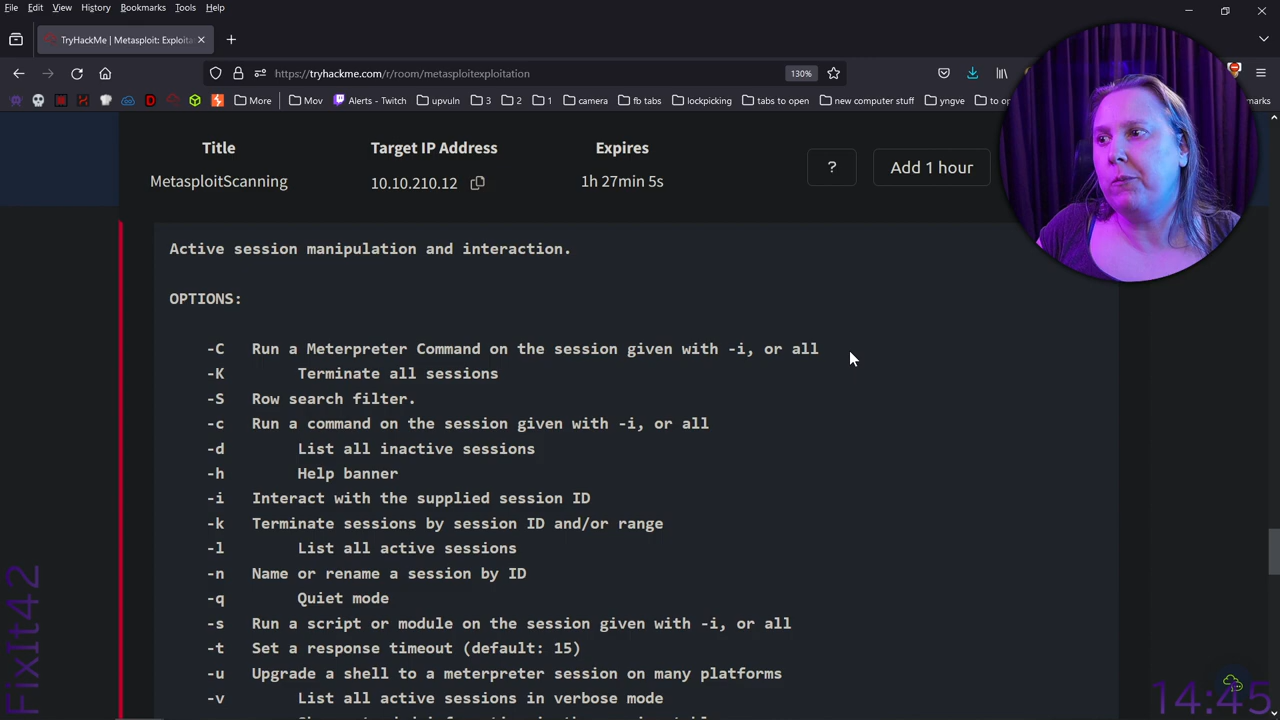 File Edit View History Bookmarks Tools Help
TryHackMe | Metasploit: Exploita
https://tryhackme.com/r/room/metasploitexploitation
130%
More
Mov
Alerts - Twitch
upvuln
3
2
1
camera
fb tabs
lockpicking
tabs to open
new computer stuff
yngve
to o
marks
Title
Target IP Address
Expires
MetasploitScanning
10.10.210.12
1h 27min 5s
?
Add 1 hour
Active session manipulation and interaction.
OPTIONS:
-C Run a Meterpreter Command on the session given with -i, or all
-K Terminate all sessions
-S Row search filter.
-c Run a command on the session given with -i, or all
-d List all inactive sessions
-h Help banner
-i Interact with the supplied session ID
-k Terminate sessions by session ID and/or range
-l List all active sessions
-n Name or rename a session by ID
-q Quiet mode
-s Run a script or module on the session given with -i, or all
-t Set a response timeout (default: 15)
-u Upgrade a shell to a meterpreter session on many platforms
-v List all active sessions in verbose mode
FixIt42
14:45